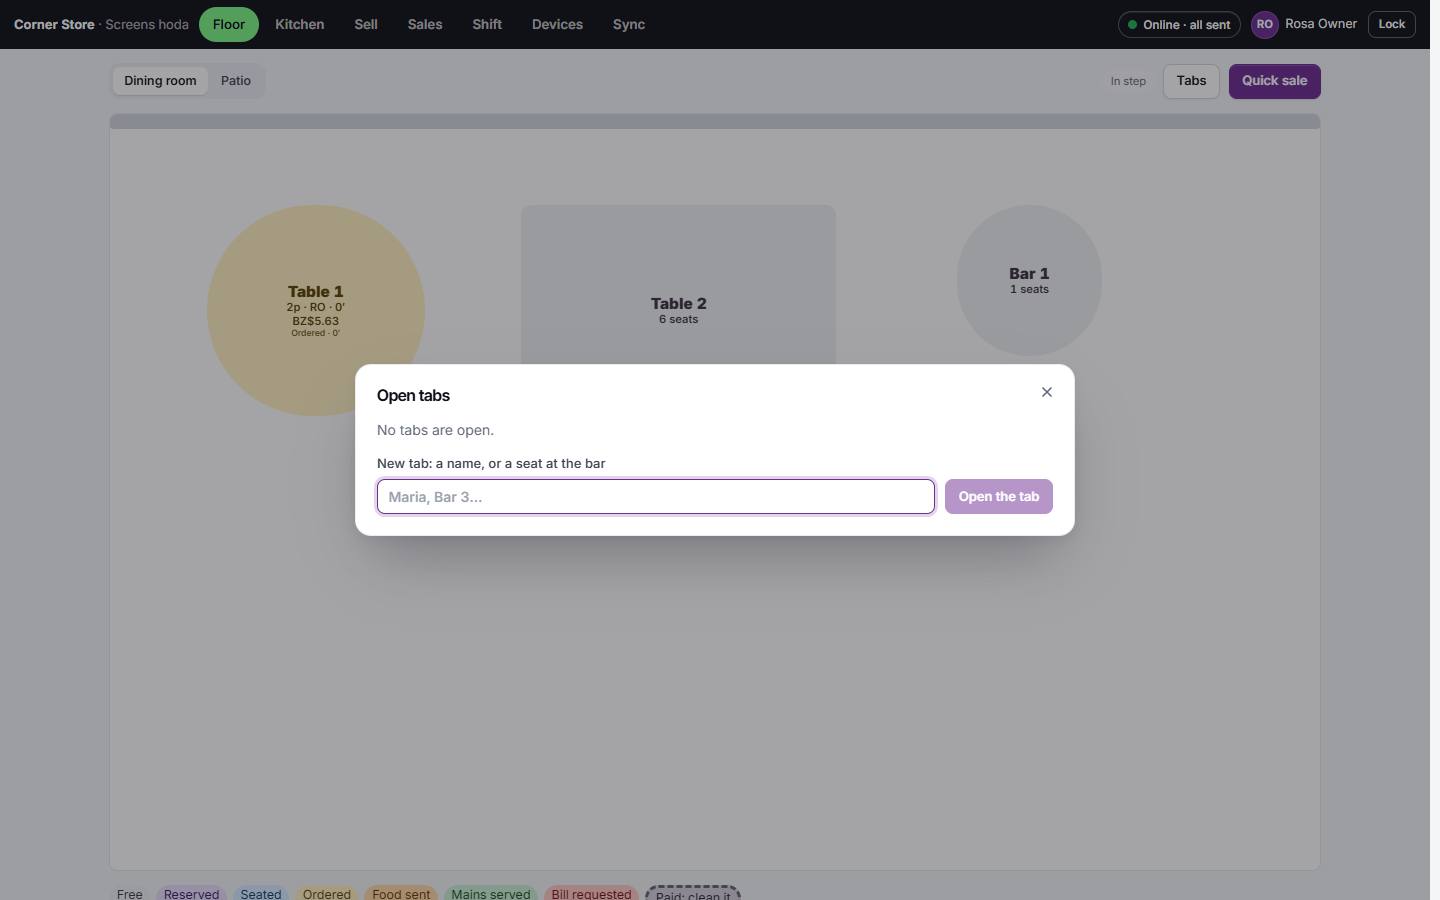 Corner Store · Screens hoda
Floor
Kitchen
Sell
Sales
Shift
Devices
Sync
Online · all sent
RO
Rosa Owner
Lock
Dining room
Patio
In step
Tabs
Quick sale
Table 1
2p · RO · 0'
BZ$5.63
Ordered · 0'
Table 2
6 seats
Bar 1
1 seats
Open tabs
×
No tabs are open.
New tab: a name, or a seat at the bar
Maria, Bar 3...
Open the tab
Free
Reserved
Seated
Ordered
Food sent
Mains served
Bill requested
Paid: clean it